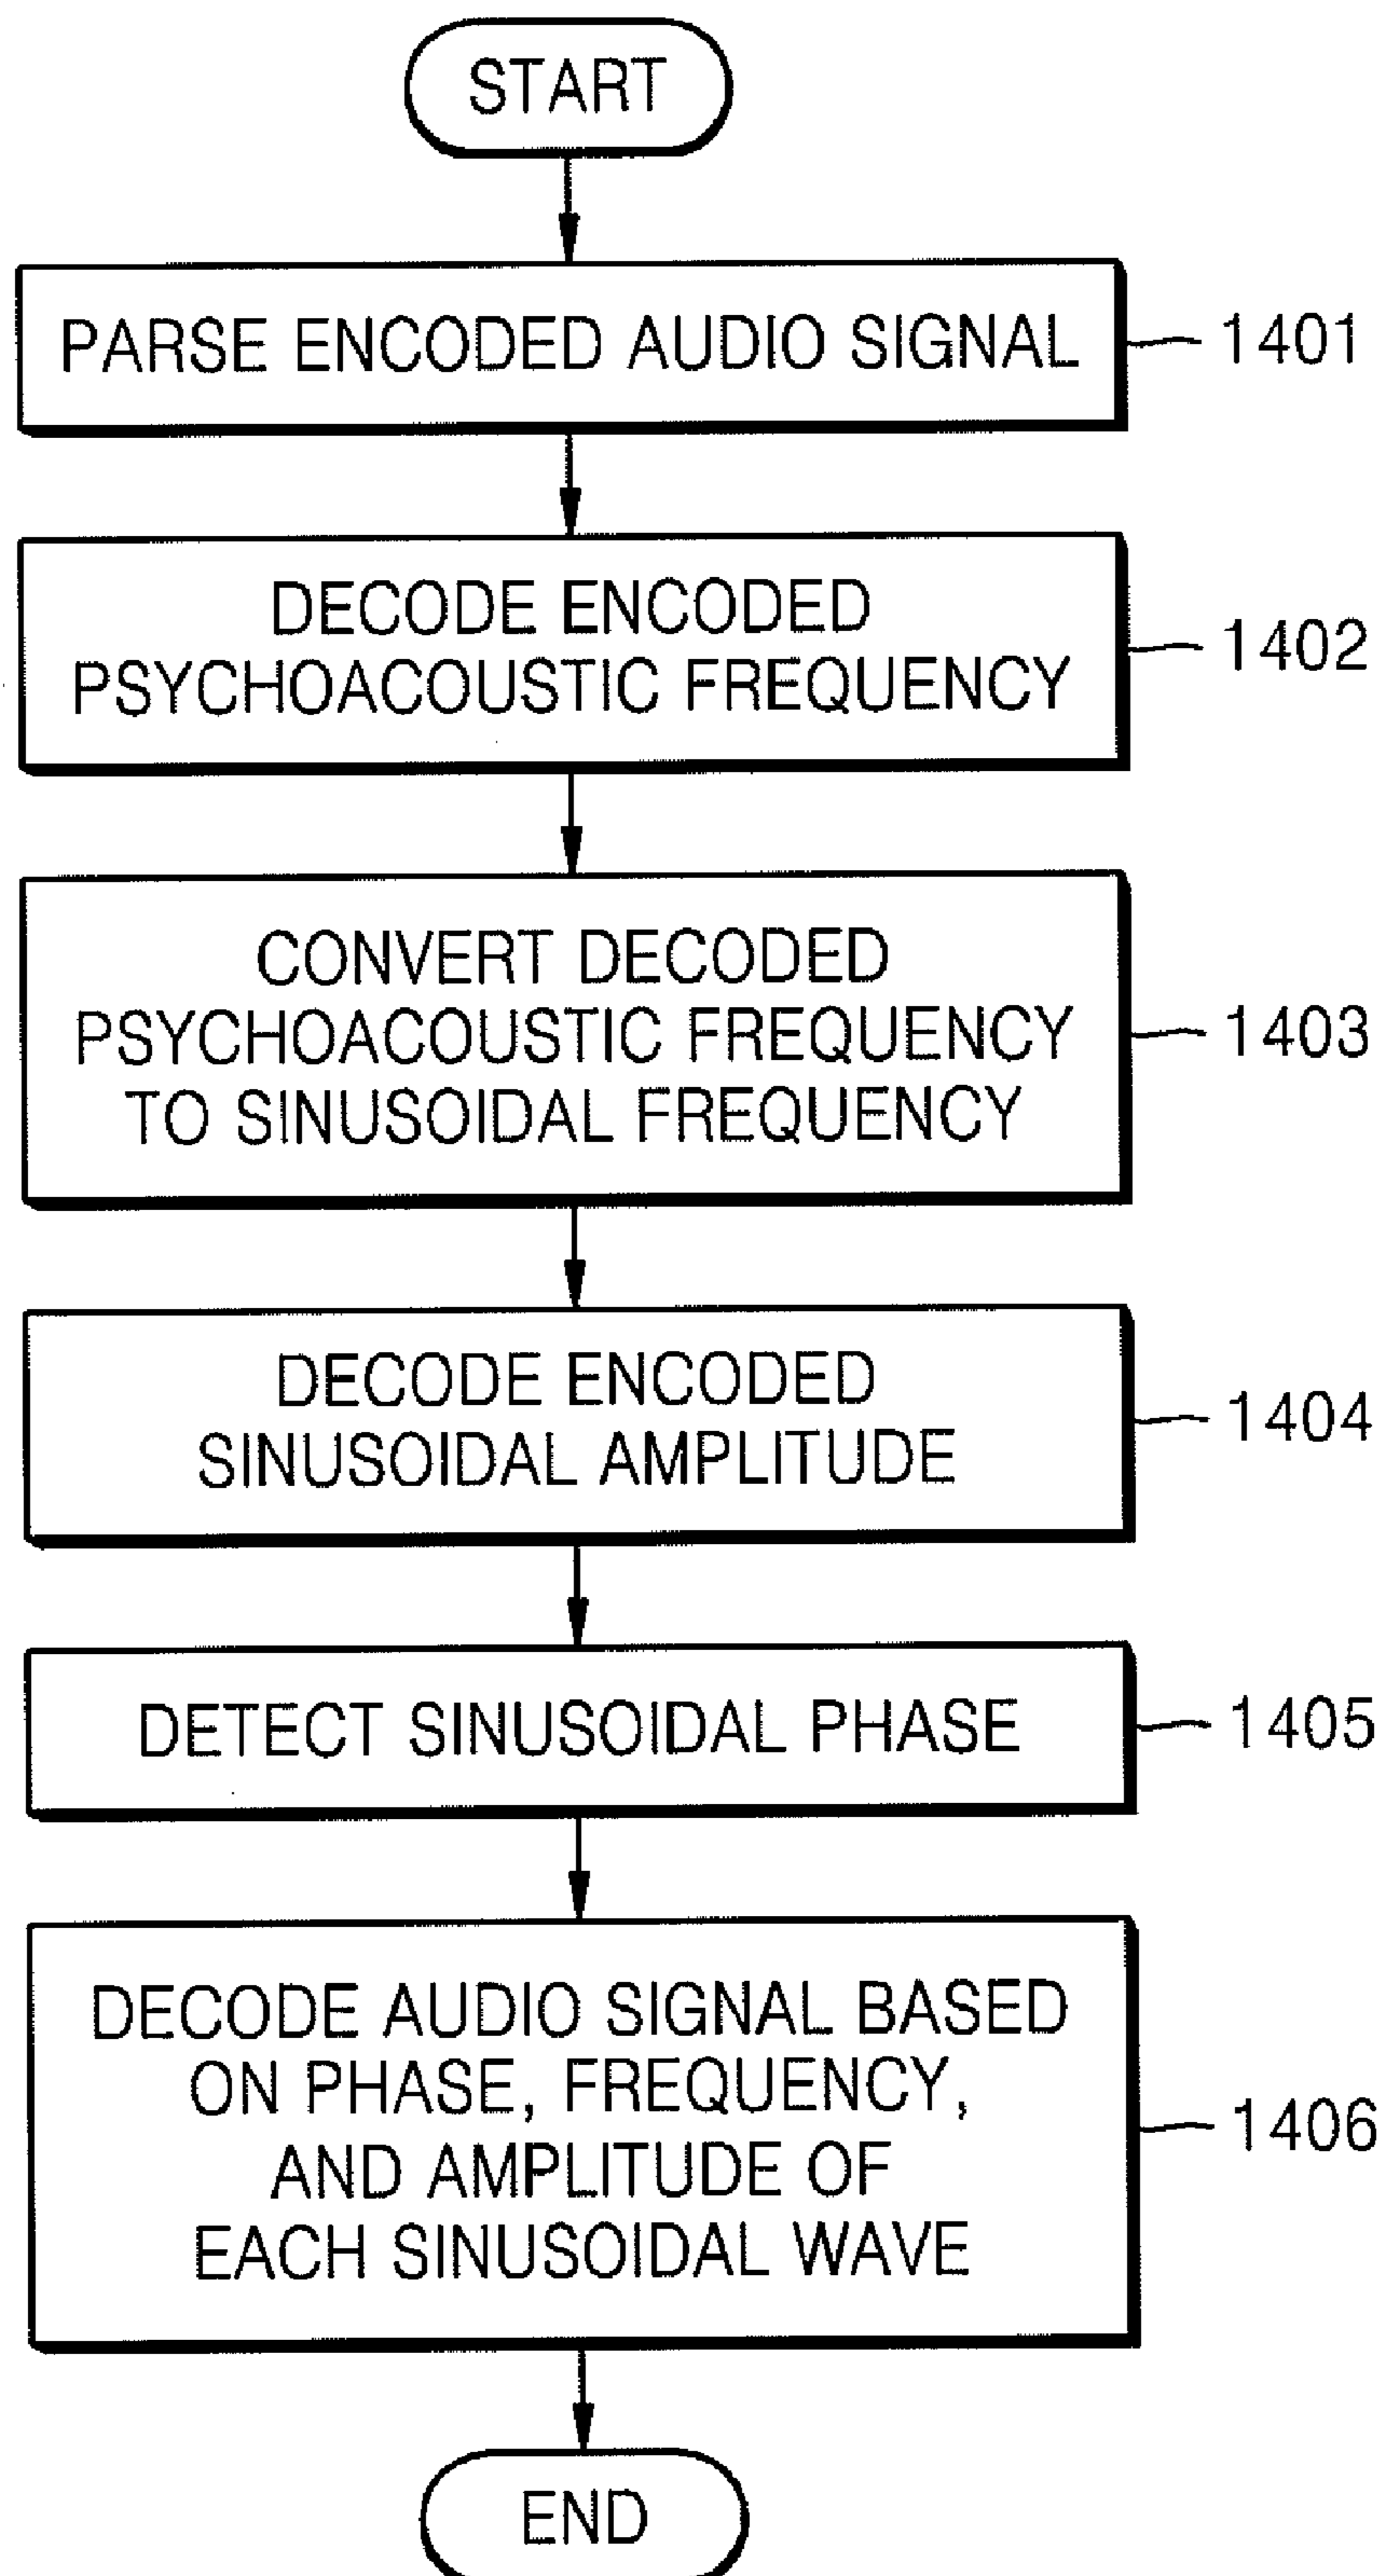 START
PARSE ENCODED AUDIO SIGNAL
1401
DECODE ENCODED
PSYCHOACOUSTIC FREQUENCY
1402
CONVERT DECODED
PSYCHOACOUSTIC FREQUENCY
TO SINUSOIDAL FREQUENCY
1403
DECODE ENCODED
SINUSOIDAL AMPLITUDE
1404
DETECT SINUSOIDAL PHASE
1405
DECODE AUDIO SIGNAL BASED
ON PHASE, FREQUENCY,
AND AMPLITUDE OF
EACH SINUSOIDAL WAVE
1406
END